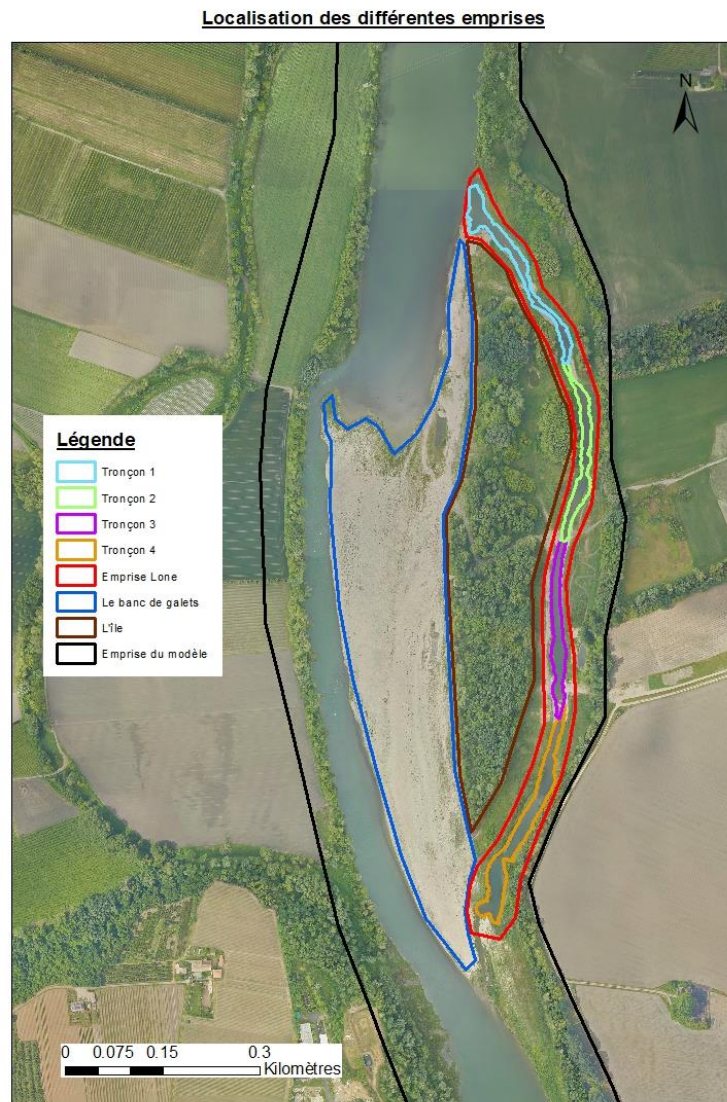 Localisation des différentes emprises
N
Légende
Tronçon 1
Tronçon 2
Tronçon 3
Tronçon 4
Emprise Lone
Le banc de galets
L'île
Emprise du modèle
0 0.075 0.15 0.3
Kilomètres